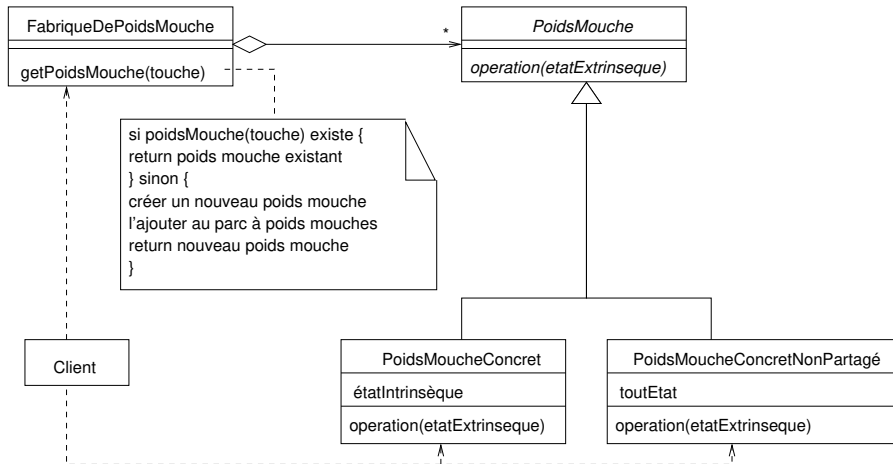 FabriqueDePoidsMouche
getPoidsMouche(touche)
*
PoidsMouche
operation(etatExtrinseque)
si poidsMouche(touche) existe {
return poids mouche existant
} sinon {
créer un nouveau poids mouche
l'ajouter au parc à poids mouches
return nouveau poids mouche
}
Client
PoidsMoucheConcret
étatIntrinsèque
operation(etatExtrinseque)
PoidsMoucheConcretNonPartagé
toutEtat
operation(etatExtrinseque)